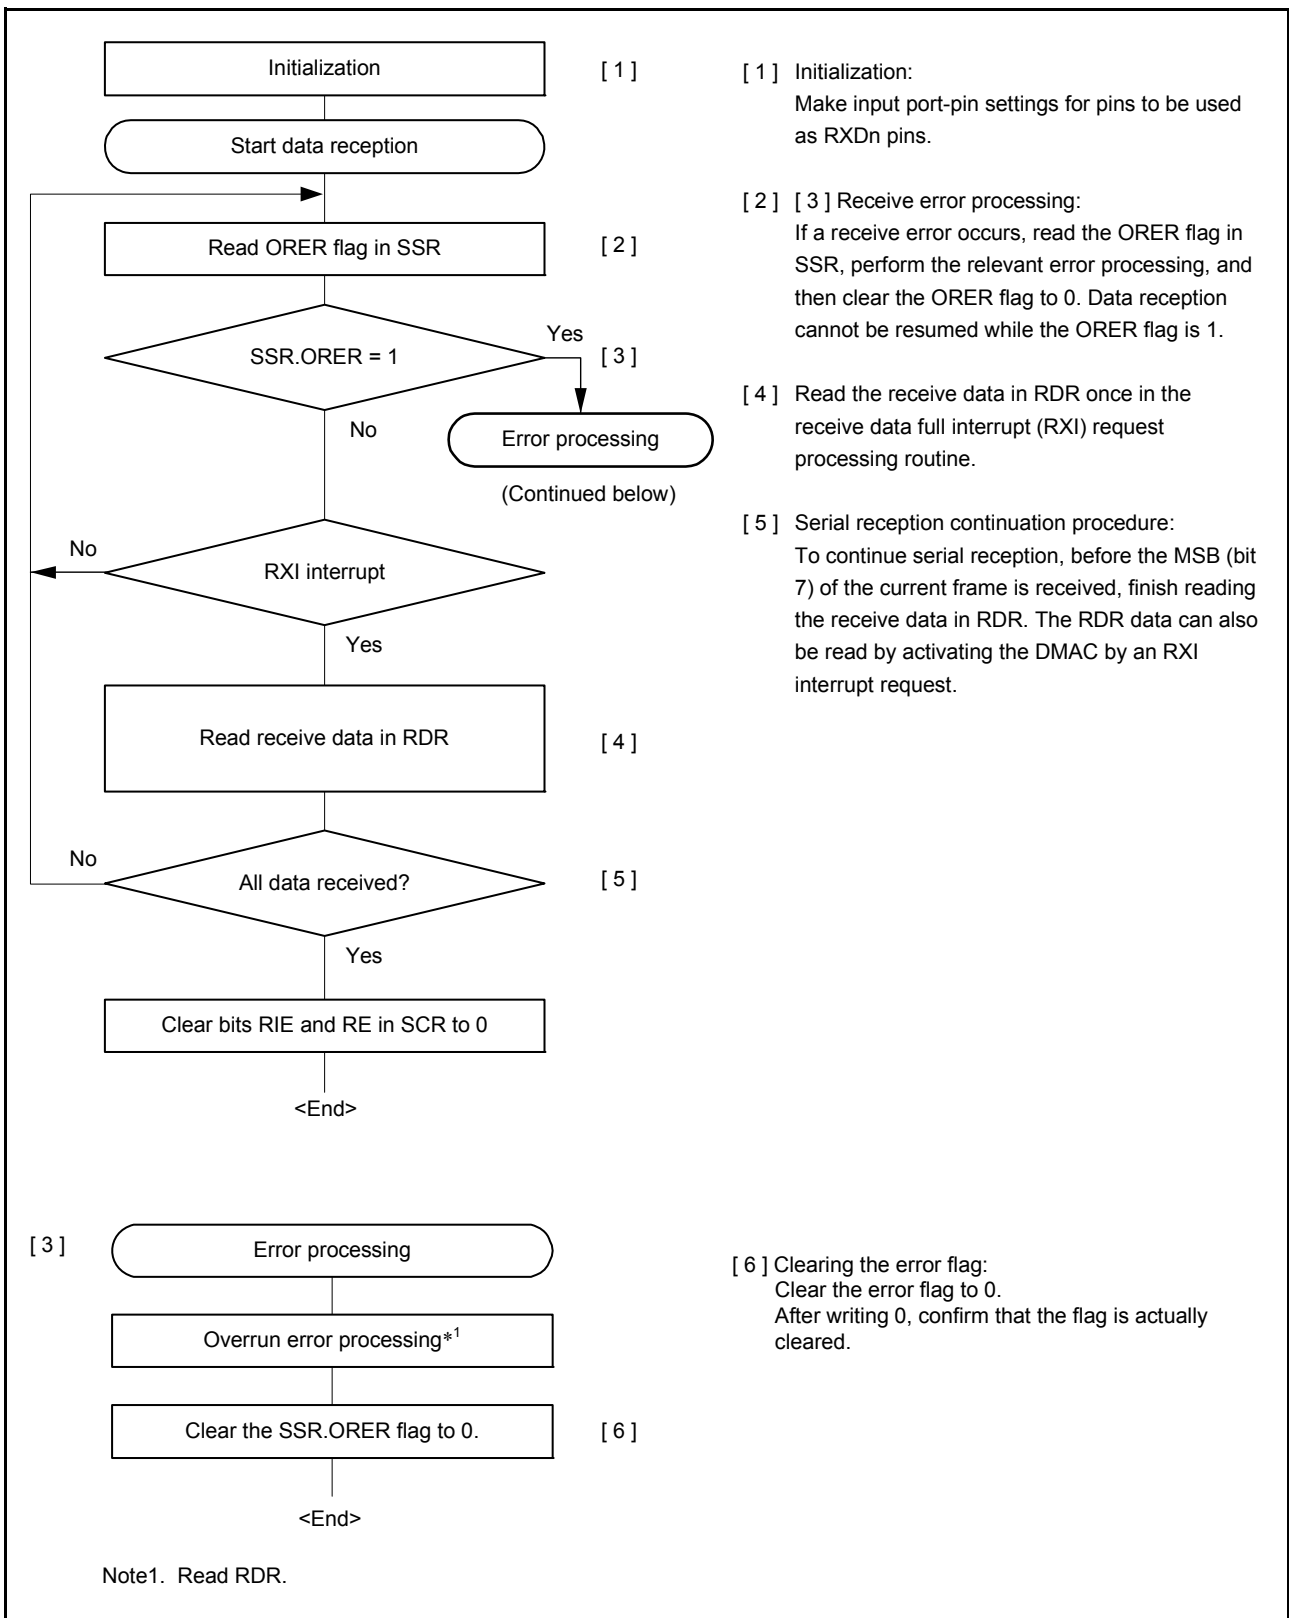 Initialization
[ 1 ]
Start data reception
Read ORER flag in SSR
[ 2 ]
SSR.ORER = 1
Yes
[ 3 ]
No
Error processing
(Continued below)
No
RXI interrupt
Yes
Read receive data in RDR
[ 4 ]
No
All data received?
[ 5 ]
Yes
Clear bits RIE and RE in SCR to 0
<End>
[ 1 ] Initialization:
Make input port-pin settings for pins to be used
as RXDn pins.
[ 2 ] [ 3 ] Receive error processing:
If a receive error occurs, read the ORER flag in
SSR, perform the relevant error processing, and
then clear the ORER flag to 0. Data reception
cannot be resumed while the ORER flag is 1.
[ 4 ] Read the receive data in RDR once in the
receive data full interrupt (RXI) request
processing routine.
[ 5 ] Serial reception continuation procedure:
To continue serial reception, before the MSB (bit
7) of the current frame is received, finish reading
the receive data in RDR. The RDR data can also
be read by activating the DMAC by an RXI
interrupt request.
[ 3 ]
Error processing
Overrun error processing*1
Clear the SSR.ORER flag to 0.
[ 6 ]
<End>
[ 6 ] Clearing the error flag:
Clear the error flag to 0.
After writing 0, confirm that the flag is actually
cleared.
Note1. Read RDR.